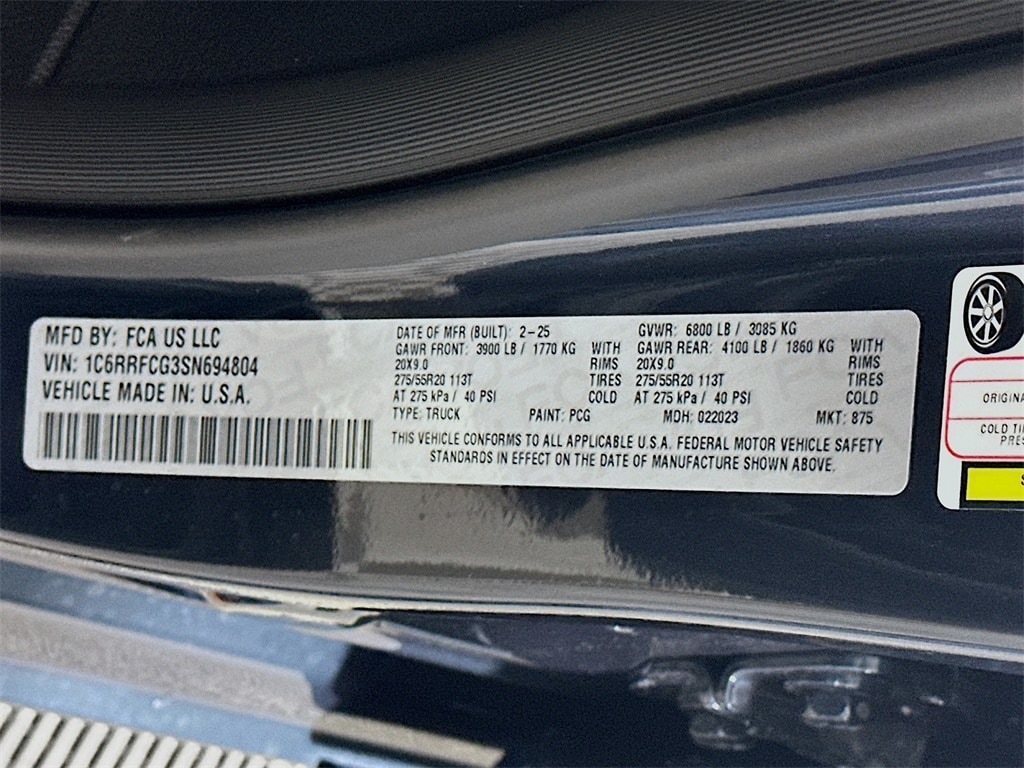 MFD BY: FCA US LLC
VIN: 1C6RRFCG3SN694804
VEHICLE MADE IN: U.S.A.
DATE OF MFR (BUILT): 2-25 GVWR: 6800 LB / 3085 KG
GAWR FRONT: 3900 LB / 1770 KG WITH GAWR REAR: 4100 LB / 1860 KG WITH
20X9.0 RIMS 20X9.0 RIMS
275/55R20 113T TIRES 275/55R20 113T TIRES
AT 275 kPa / 40 PSI COLD AT 275 kPa / 40 PSI COLD
TYPE: TRUCK PAINT: PCG MDH: 022023 MKT: 875
THIS VEHICLE CONFORMS TO ALL APPLICABLE U.S.A. FEDERAL MOTOR VEHICLE SAFETY
STANDARDS IN EFFECT ON THE DATE OF MANUFACTURE SHOWN ABOVE.
ORIGINA
COLD TI
PRES